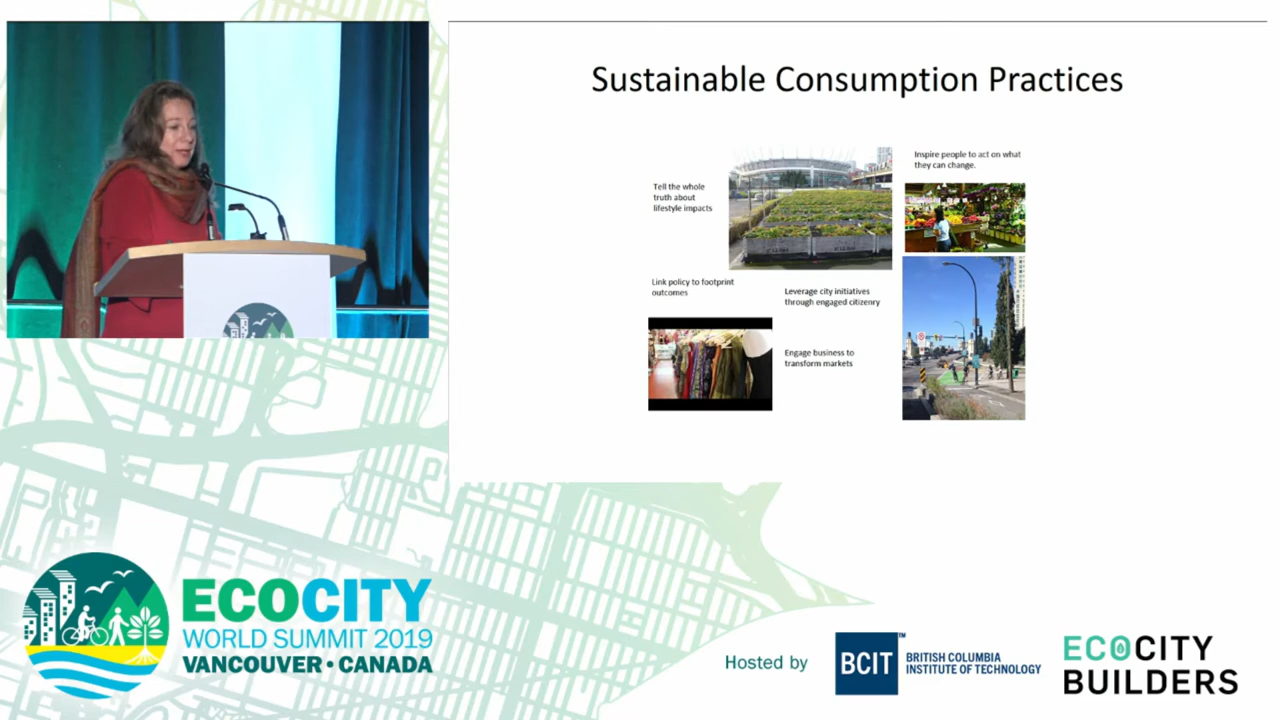 Sustainable Consumption Practices
Inspire people to act on what
they can change.
Tell the whole
truth about
lifestyle impacts
Link policy to footprint
outcomes
Leverage city initiatives
through engaged citizenry
Engage business to
transform markets
ECOCITY
WORLD SUMMIT 2019
VANCOUVER • CANADA
Hosted by
BCIT
TM
BRITISH COLUMBIA
INSTITUTE OF TECHNOLOGY
ECOCITY
BUILDERS